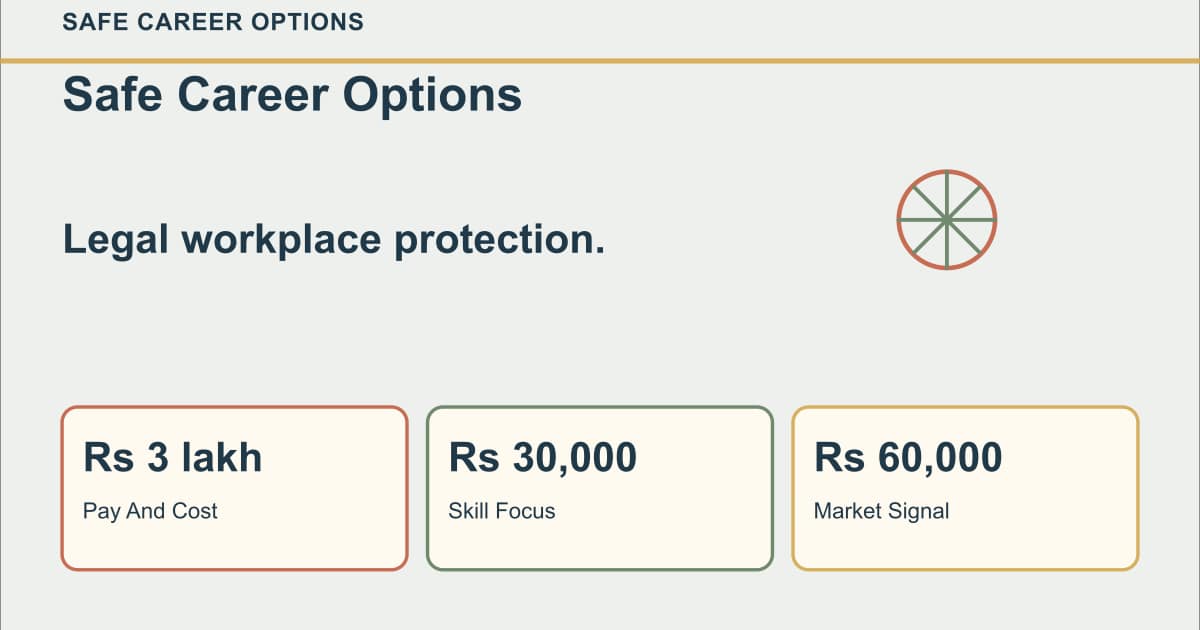 SAFE CAREER OPTIONS
Safe Career Options
Legal workplace protection.
Rs 3 lakh
Pay And Cost
Rs 30,000
Skill Focus
Rs 60,000
Market Signal